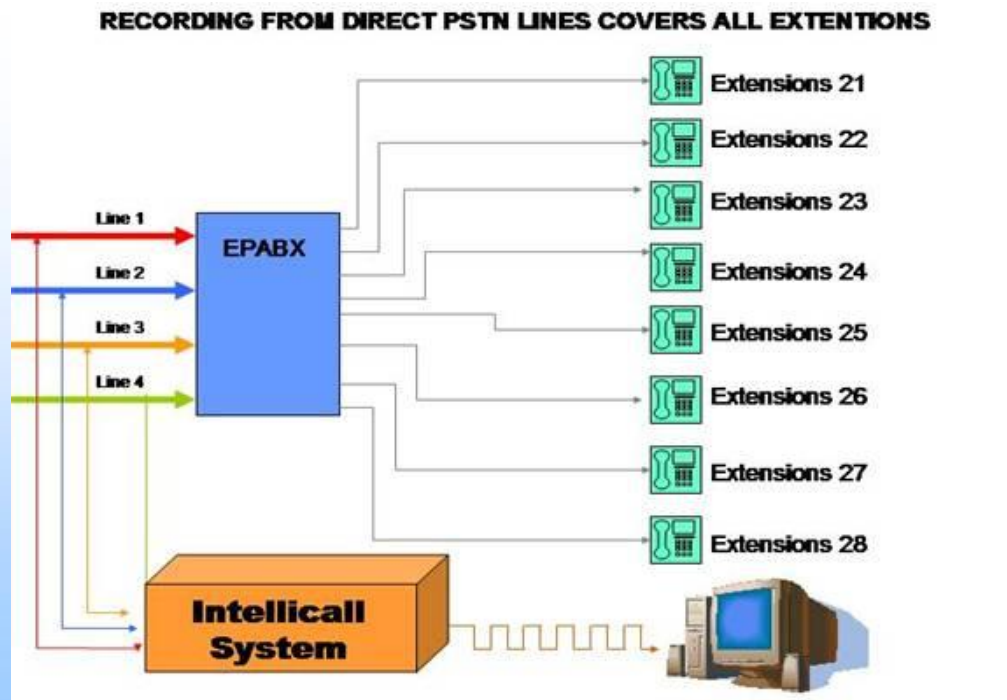 RECORDING FROM DIRECT PSTN LINES COVERS ALL EXTENTIONS
Extensions 21
Extensions 22
Extensions 23
Line 1
EPABX
Line 2
Extensions 24
Line 3
Extensions 25
Line 4
Extensions 26
Extensions 27
Extensions 28
Intellicall
System